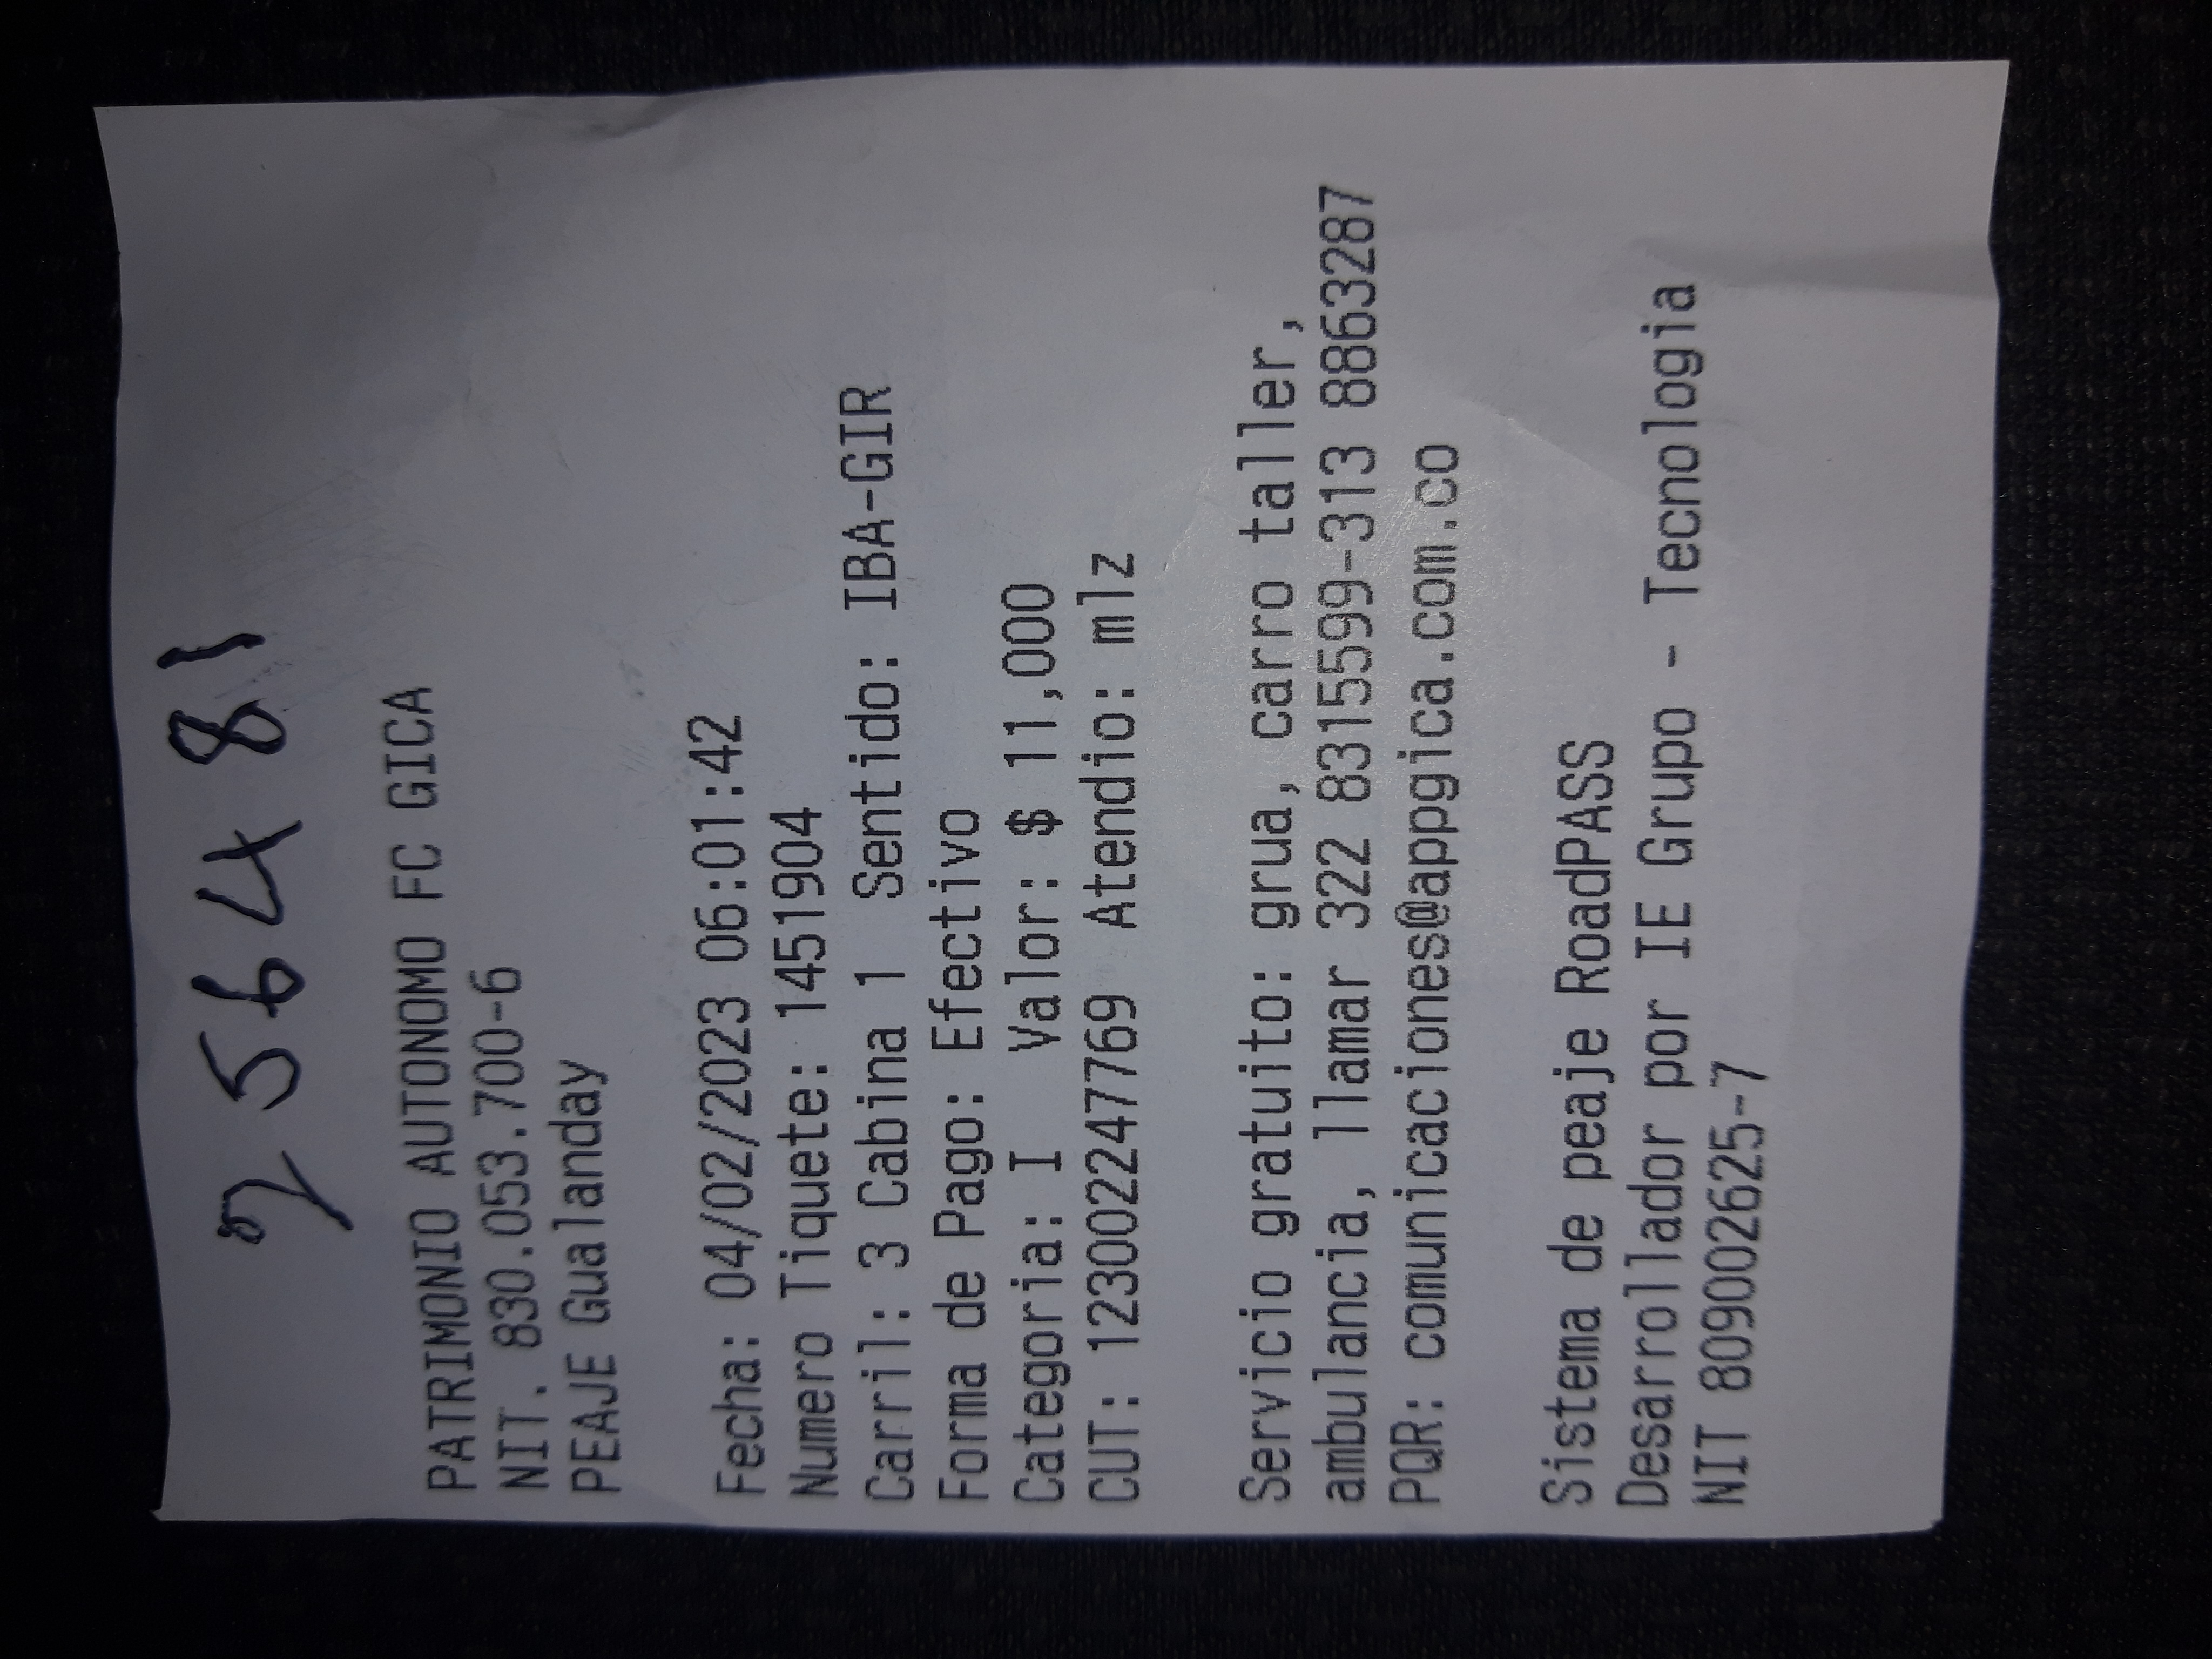 256481
PATRIMONIO AUTONOMO FC GICA
NIT. 830.053.700-6
PEAJE Gualanday
Fecha: 04/02/2023 06:01:42
Numero Tiquete: 1451904
Carril: 3 Cabina 1 Sentido: IBA-GIR
Forma de Pago: Efectivo
Categoria: I Valor: $ 11,000
CUT: 123002247769 Atendio: mlz
Servicio gratuito: grua, carro taller,
ambulancia, llamar 322 8315599-313 8863287
PQR: comunicaciones@appgica.com.co
Sistema de peaje RoadPASS
Desarrollador por IE Grupo - Tecnologia
NIT 809002625-7